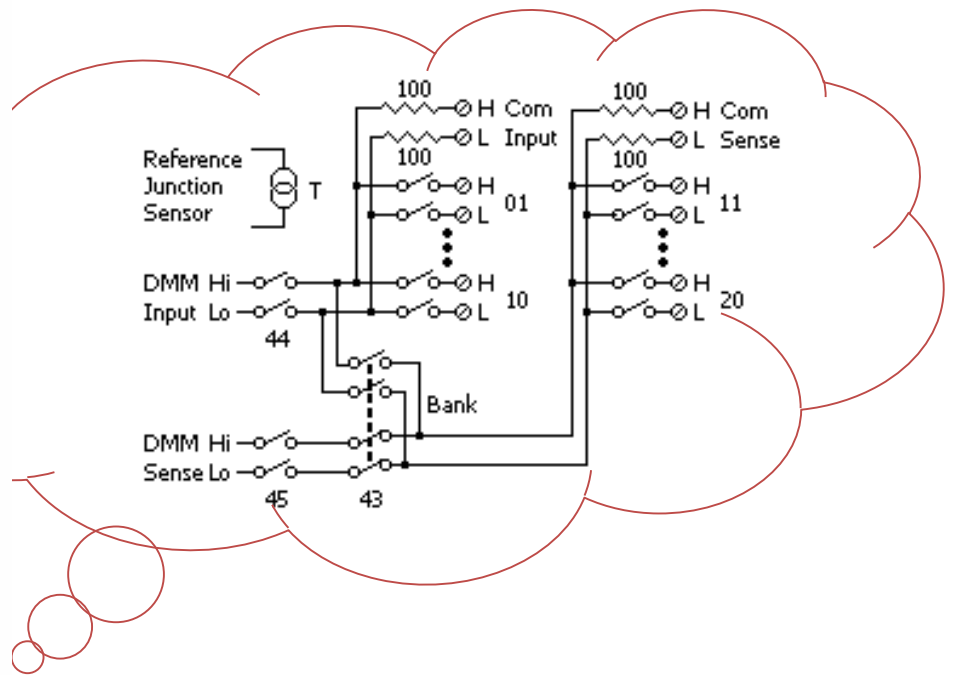 100
H Com
L Input
100
H
01
L
H
10
L
100
H Com
L Sense
100
H
11
L
H
20
L
Reference
Junction
Sensor
T
DMM Hi
Input Lo
44
Bank
DMM Hi
Sense Lo
45
43